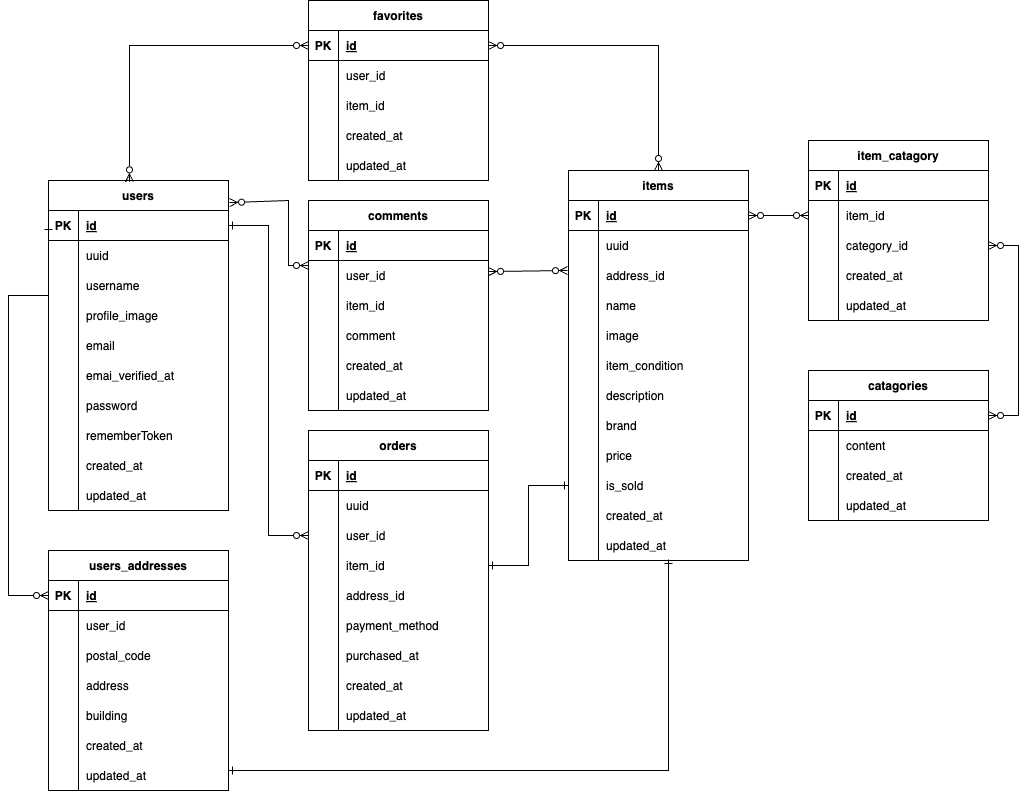 favorites
PK id
user_id
item_id
created_at
updated_at
users
PK id
uuid
username
profile_image
email
emai_verified_at
password
rememberToken
created_at
updated_at
comments
PK id
user_id
item_id
comment
created_at
updated_at
orders
PK id
uuid
user_id
item_id
address_id
payment_method
purchased_at
created_at
updated_at
users_addresses
PK id
user_id
postal_code
address
building
created_at
updated_at
items
PK id
uuid
address_id
name
image
item_condition
description
brand
price
is_sold
created_at
updated_at
item_catagory
PK id
item_id
category_id
created_at
updated_at
catagories
PK id
content
created_at
updated_at